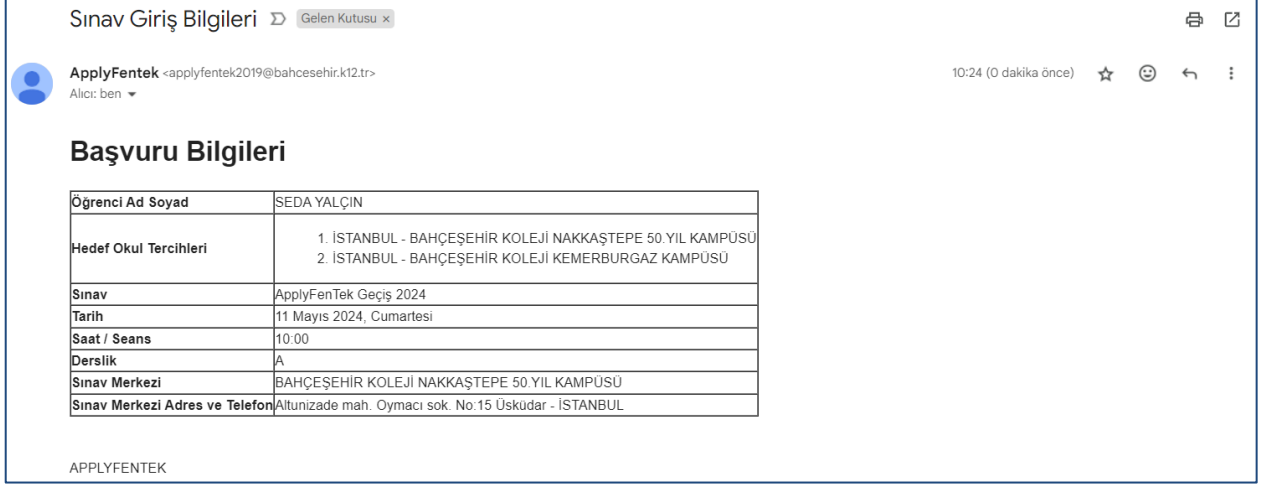 Sınav Giriş Bilgileri Gelen Kutusu ×
ApplyFentek <applyfentek2019@bahcesehir.k12.tr> 10:24 (0 dakika önce)
Alıcı: ben
Başvuru Bilgileri
Öğrenci Ad Soyad SEDA YALÇIN
Hedef Okul Tercihleri
1. İSTANBUL - BAHÇEŞEHİR KOLEJİ NAKKAŞTEPE 50.YIL KAMPÜSÜ
2. İSTANBUL - BAHÇEŞEHİR KOLEJİ KEMERBURGAZ KAMPÜSÜ
Sınav ApplyFenTek Geçiş 2024
Tarih 11 Mayıs 2024, Cumartesi
Saat / Seans 10:00
Derslik A
Sınav Merkezi BAHÇEŞEHİR KOLEJİ NAKKAŞTEPE 50.YIL KAMPÜSÜ
Sınav Merkezi Adres ve Telefon Altunizade mah. Oymacı sok. No:15 Üsküdar - İSTANBUL
APPLYFENTEK